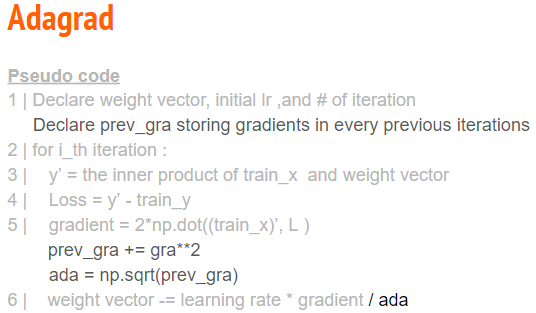 Adagrad
Pseudo code
1 | Declare weight vector, initial lr ,and # of iteration
Declare prev_gra storing gradients in every previous iterations
2 | for i_th iteration :
3 | y’ = the inner product of train_x and weight vector
4 | Loss = y’ - train_y
5 | gradient = 2*np.dot((train_x)’, L )
prev_gra += gra**2
ada = np.sqrt(prev_gra)
6 | weight vector -= learning rate * gradient / ada